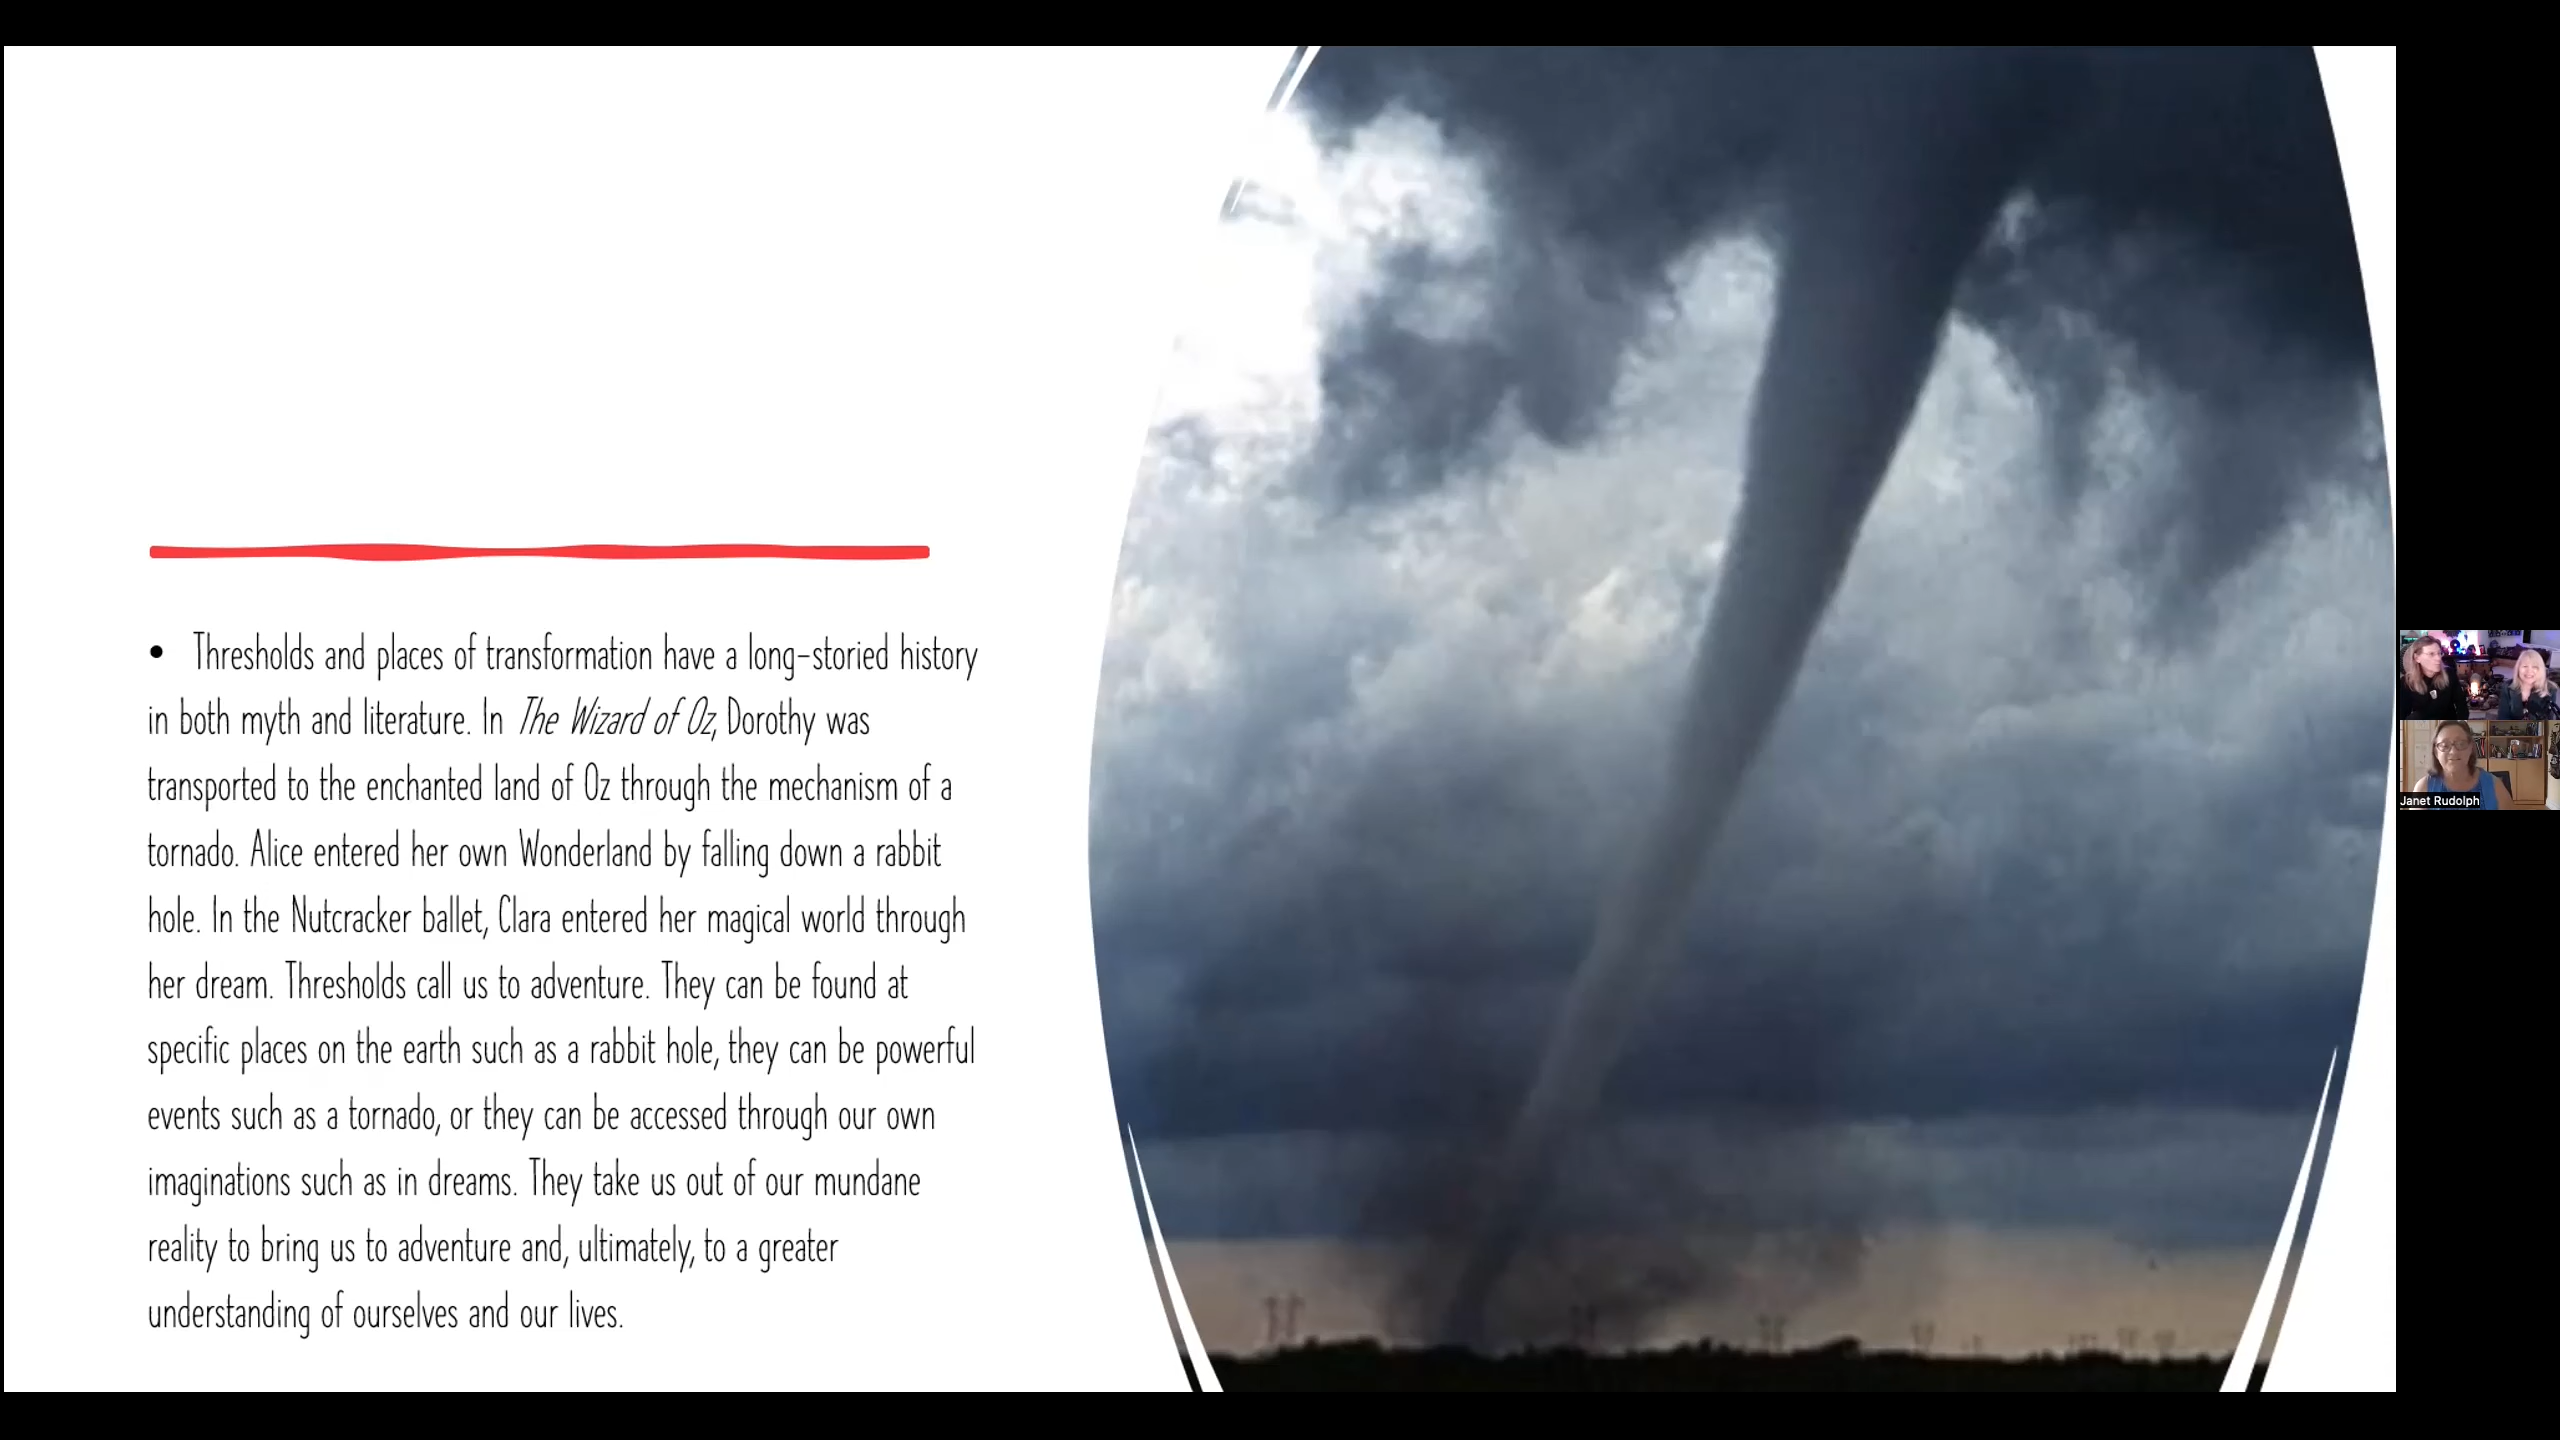 • Thresholds and places of transformation have a long-storied history
in both myth and literature. In The Wizard of Oz, Dorothy was
transported to the enchanted land of Oz through the mechanism of a
tornado. Alice entered her own Wonderland by falling down a rabbit
hole. In the Nutcracker ballet, Clara entered her magical world through
her dream. Thresholds call us to adventure. They can be found at
specific places on the earth such as a rabbit hole, they can be powerful
events such as a tornado, or they can be accessed through our own
imaginations such as in dreams. They take us out of our mundane
reality to bring us to adventure and, ultimately, to a greater
understanding of ourselves and our lives.
Janet Rudolph